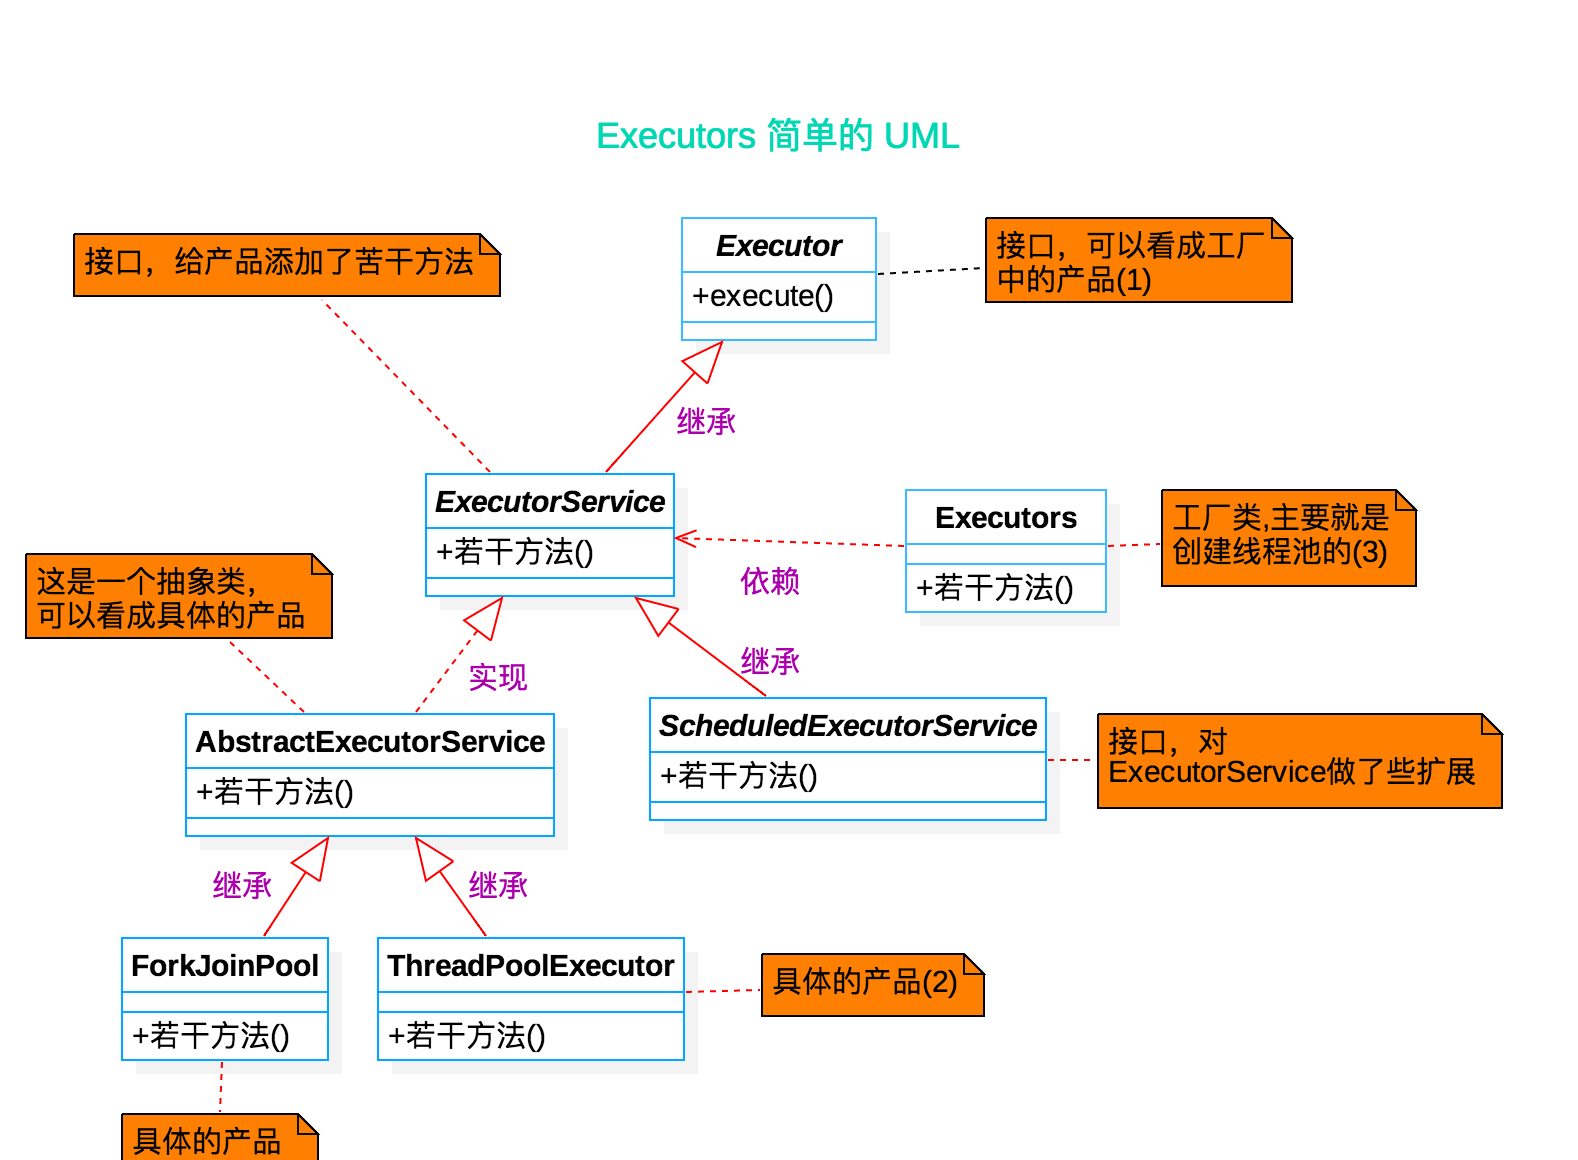 Executors 简单的 UML
接口，给产品添加了苦干方法
Executor
+execute()
接口，可以看成工厂
中的产品(1)
继承
ExecutorService
+若干方法()
Executors
+若干方法()
工厂类,主要就是
创建线程池的(3)
依赖
这是一个抽象类，
可以看成具体的产品
实现
继承
AbstractExecutorService
+若干方法()
ScheduledExecutorService
+若干方法()
接口，对
ExecutorService做了些扩展
继承
继承
ForkJoinPool
+若干方法()
ThreadPoolExecutor
+若干方法()
具体的产品(2)
具体的产品